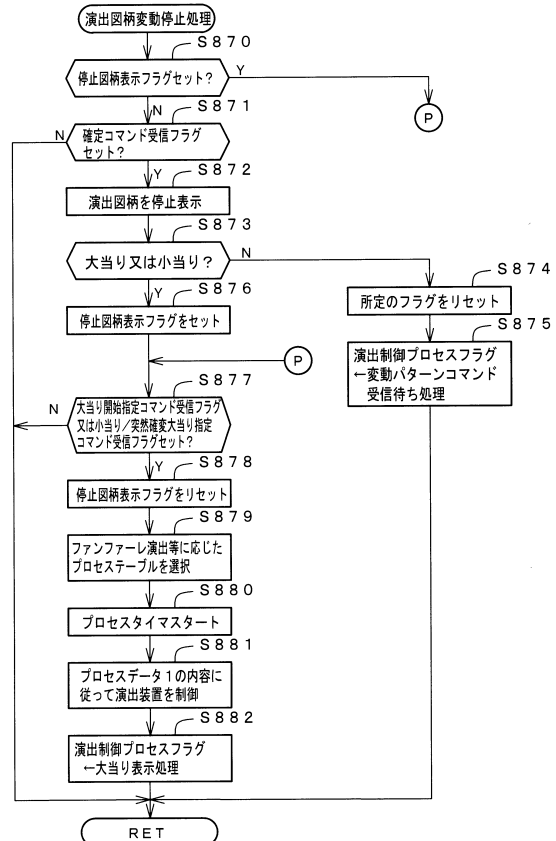 演出図柄変動停止処理
S870
停止図柄表示フラグセット?
Y
P
N
S871
確定コマンド受信フラグ
セット?
N
Y
S872
演出図柄を停止表示
S873
大当り又は小当り?
N
Y
S874
所定のフラグをリセット
S875
演出制御プロセスフラグ
←変動パターンコマンド
受信待ち処理
S876
停止図柄表示フラグをセット
P
S877
大当り開始指定コマンド受信フラグ
又は小当り/突然確変大当り指定
コマンド受信フラグセット?
N
Y
S878
停止図柄表示フラグをリセット
S879
ファンファーレ演出等に応じた
プロセステーブルを選択
S880
プロセスタイマスタート
S881
プロセスデータ1の内容に
従って演出装置を制御
S882
演出制御プロセスフラグ
←大当り表示処理
RET